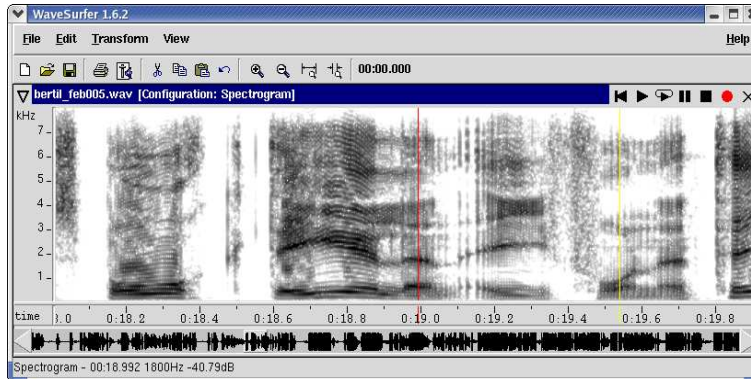 WaveSurfer 1.6.2
File Edit Transform View Help
00:00.000
bertil_feb005.wav [Configuration: Spectrogram]
kHz
7
6
5
4
3
2
1
time 3.0 0:18.2 0:18.4 0:18.6 0:18.8 0:19.0 0:19.2 0:19.4 0:19.6 0:19.8
Spectrogram - 00:18.992 1800Hz -40.79dB